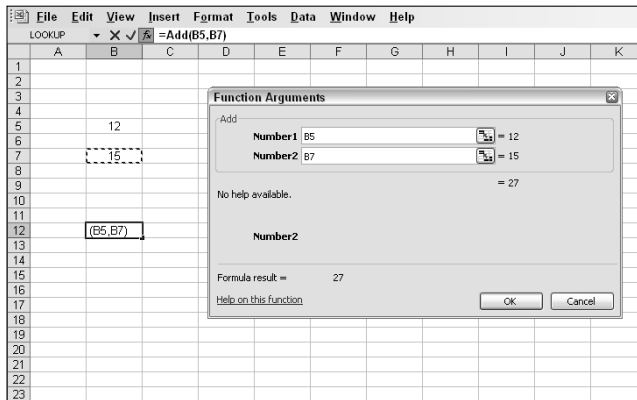 File Edit View Insert Format Tools Data Window Help
LOOKUP =Add(B5,B7)
A B C D E F G H I J K
1
2
3 Function Arguments
4
Add
5 12 Number1 B5 = 12
6
7 15 Number2 B7 = 15
8
9 = 27
10 No help available.
11
12 (B5,B7) Number2
13
14
15 Formula result = 27
16
17 Help on this function OK Cancel
18
19
20
21
22
23